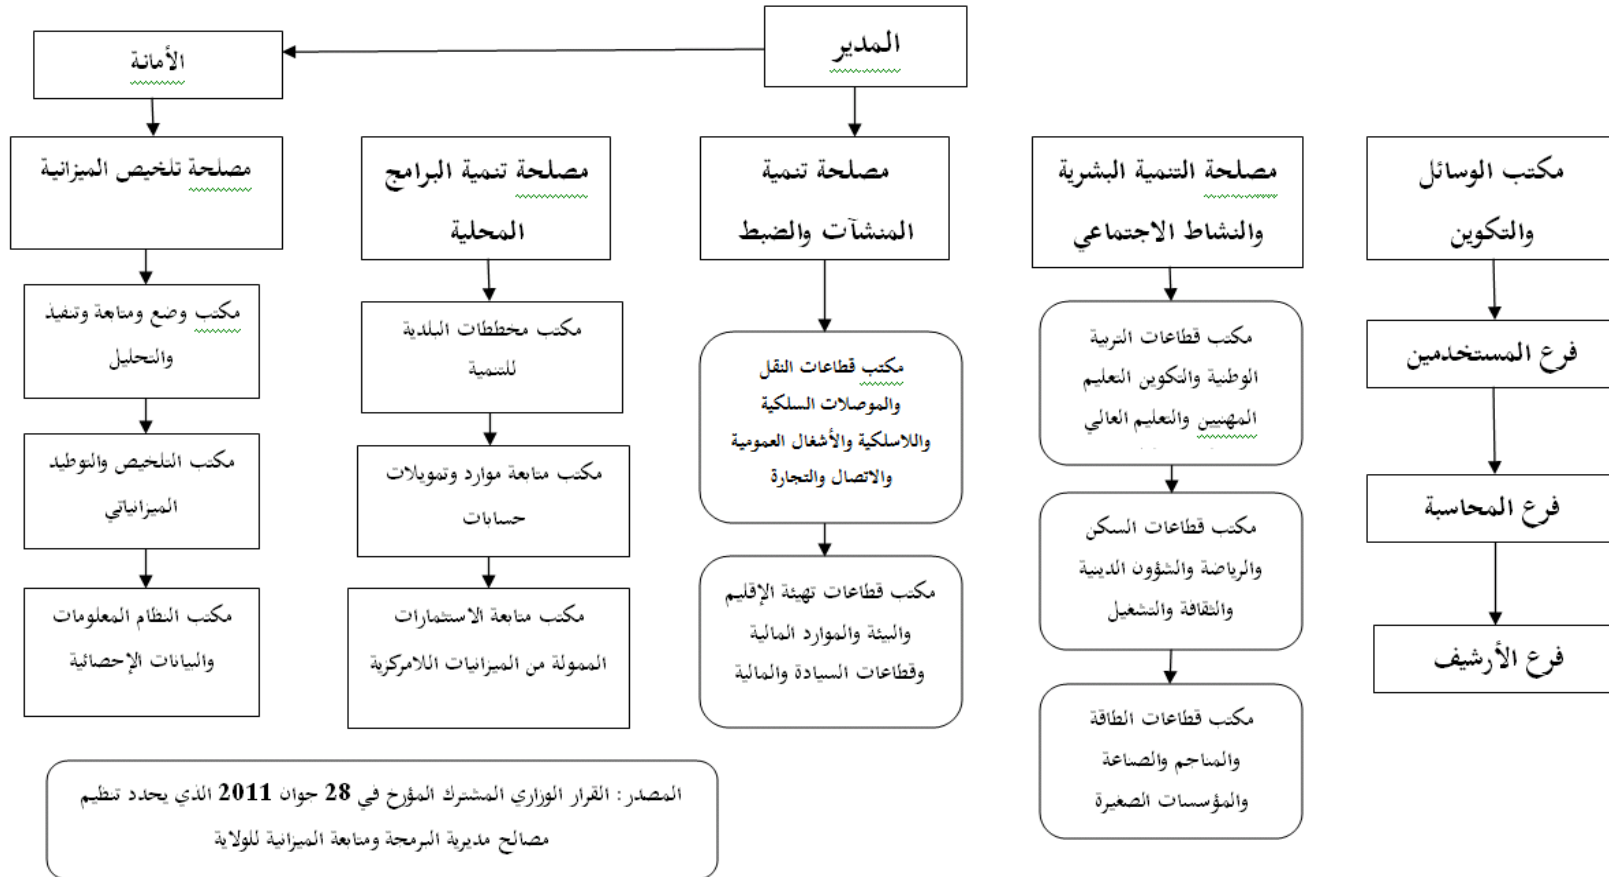 المدير
الأمانة
مكتب الوسائل
والتكوين
فرع المستخدمين
فرع المحاسبة
فرع الأرشيف
مصلحة التنمية البشرية
والنشاط الاجتماعي
مكتب قطاعات التربية
الوطنية والتكوين التعليم
المهنيين والتعليم العالي
مكتب قطاعات السكن
والرياضة والشؤون الدينية
والثقافة والتشغيل
مكتب قطاعات الطاقة
والمناجم والصناعة
والمؤسسات الصغيرة
مصلحة تنمية
المنشآت والضبط
مكتب قطاعات النقل
والموصلات السلكية
واللاسلكية والأشغال العمومية
والاتصال والتجارة
مكتب قطاعات تهيئة الإقليم
والبيئة والموارد المالية
وقطاعات السيادة والمالية
مصلحة تنمية البرامج
المحلية
مكتب مخططات البلدية
للتنمية
مكتب متابعة موارد وتمويلات
حسابات
مكتب متابعة الاستثمارات
الممولة من الميزانيات اللامركزية
مصلحة تلخيص الميزانية
مكتب وضع ومتابعة وتنفيذ
والتحليل
مكتب التلخيص والتوطيد
الميزانياتي
مكتب النظام المعلومات
والبيانات الإحصائية
المصدر: القرار الوزاري المشترك المؤرخ في 28 جوان 2011 الذي يحدد تنظيم
مصالح مديرية البرمجة ومتابعة الميزانية للولاية